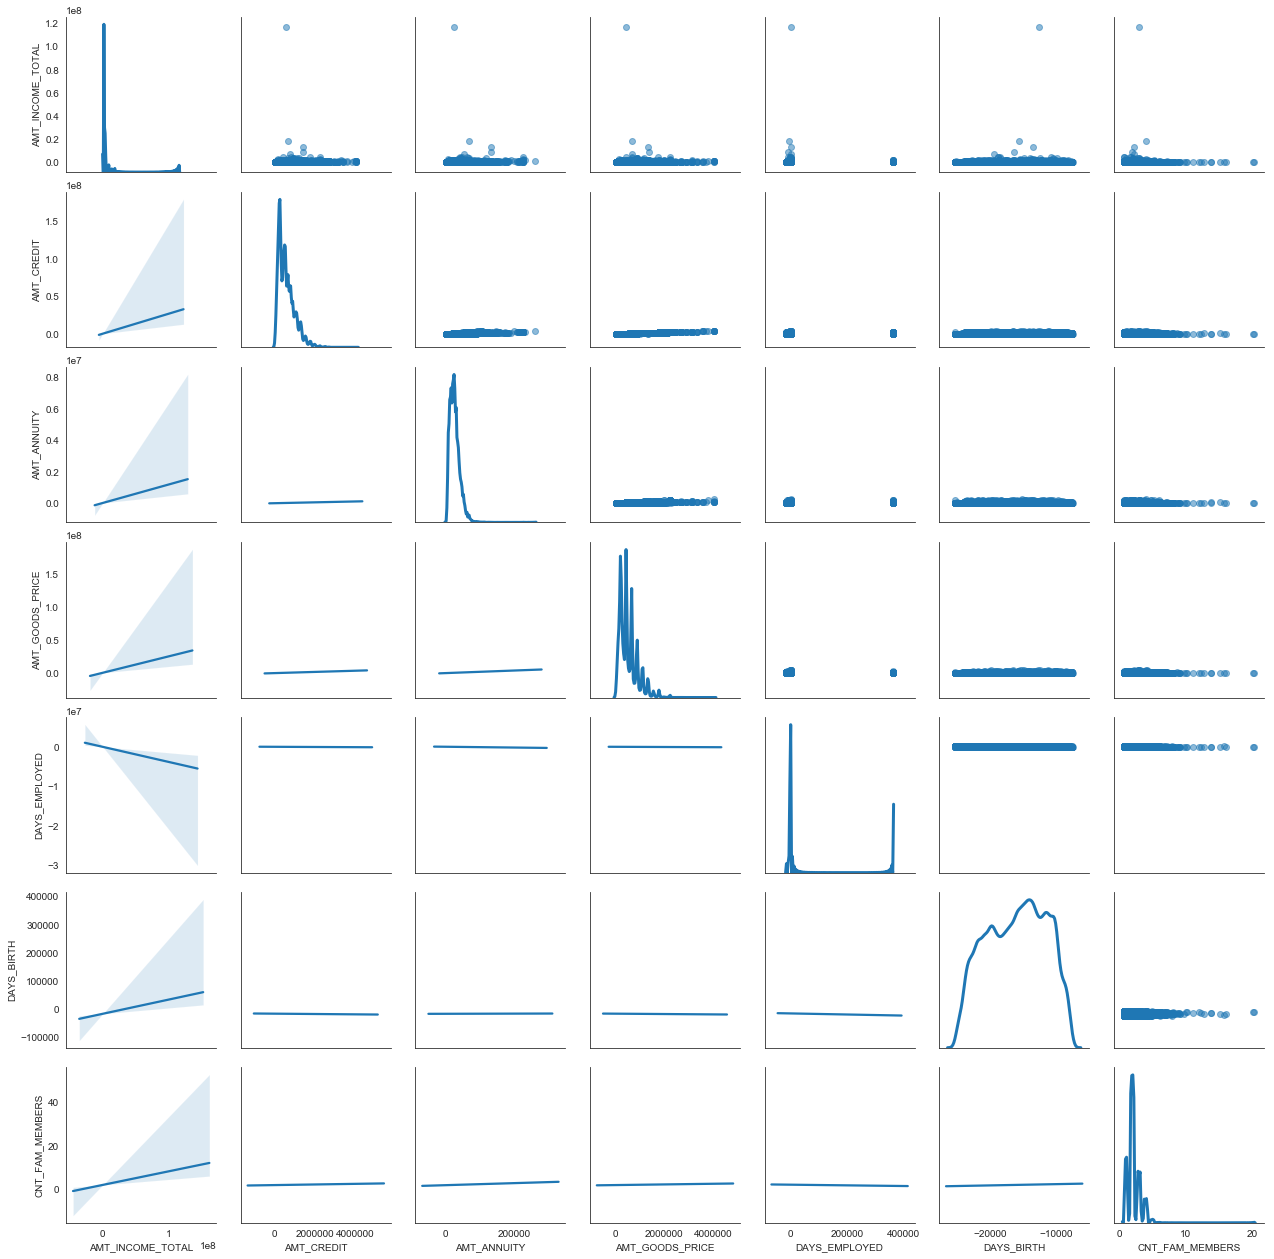 1e8
1.2
1.0
0.8
0.6
0.4
0.2
0.0
AMT_INCOME_TOTAL
1e8
1.5
1.0
0.5
0.0
AMT_CREDIT
1e7
0.8
0.6
0.4
0.2
0.0
AMT_ANNUITY
1e8
1.5
1.0
0.5
0.0
AMT_GOODS_PRICE
1e7
0
−1
−2
−3
DAYS_EMPLOYED
400000
300000
200000
100000
0
−100000
DAYS_BIRTH
40
20
0
CNT_FAM_MEMBERS
0 1 0 2000000 4000000 200000 0 2000000 4000000 0 200000 400000 −20000 −10000 0 20
AMT_INCOME_TOTAL 1e8 AMT_CREDIT AMT_ANNUITY AMT_GOODS_PRICE DAYS_EMPLOYED DAYS_BIRTH CNT_FAM_MEMBERS